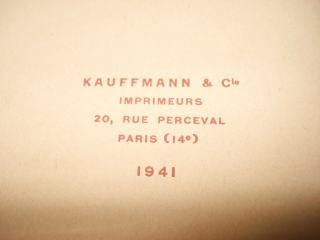 KAUFFMANN & Cie
IMPRIMEURS
20, RUE PERCEVAL
PARIS (14e)
1941